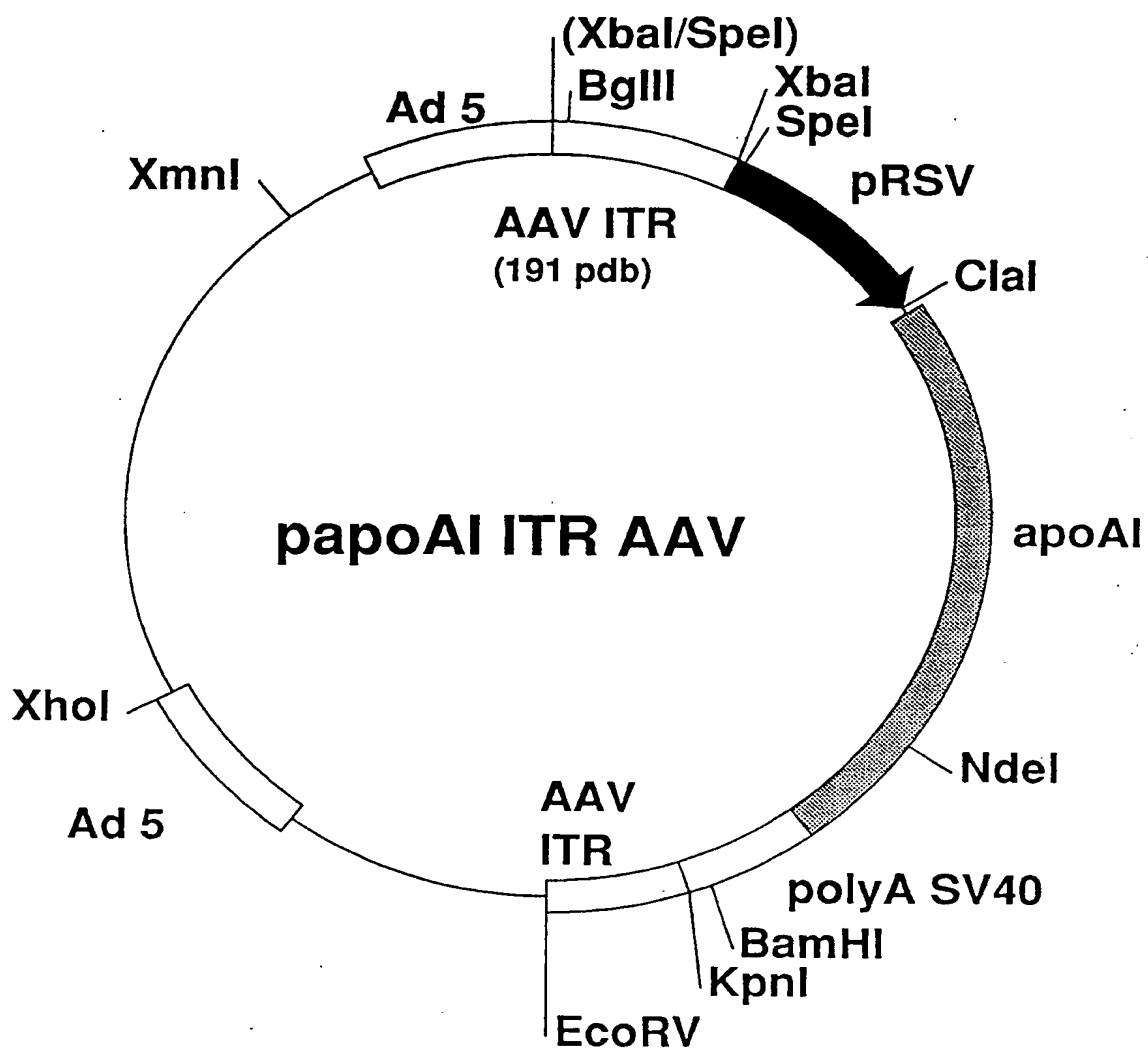 (XbaI/SpeI)
BglII
Ad 5
XbaI
SpeI
XmnI
pRSV
AAV ITR
(191 pdb)
ClaI
papoAI ITR AAV
apoAI
XhoI
NdeI
AAV
ITR
Ad 5
polyA SV40
BamHI
KpnI
EcoRV